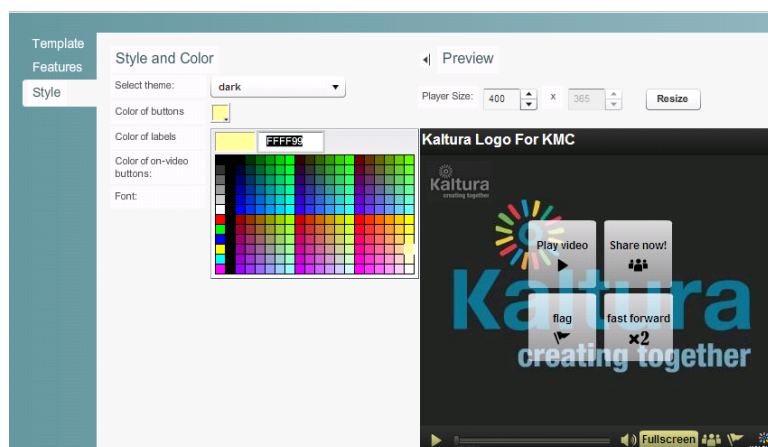 Template
Features
Style
Style and Color
Select theme:
dark
Color of buttons
Color of labels
FFFF99
Color of on-video
buttons:
Font:
Preview
Player Size:
400
x
365
Resize
Kaltura Logo For KMC
Kaltura
creating together
Play video
Share now!
flag
fast forward
x2
Kaltura
creating together
Fullscreen